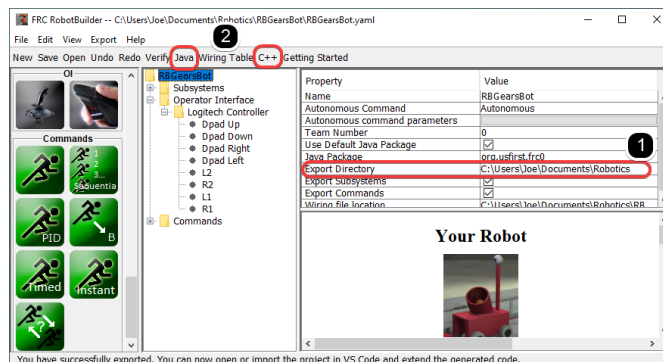 FRC RobotBuilder -- C:\Users\Joe\Documents\Robotics\RBGearsBot\RBGearsBot.yaml
File Edit View Export Help
2
New Save Open Undo Redo Verify Java Wiring Table C++ Getting Started
OI
Commands
1
2
3...
Sequentia
PID
B
Timed
Instant
?
RBGearsBot
Subsystems
Operator Interface
Logitech Controller
Dpad Up
Dpad Down
Dpad Right
Dpad Left
L2
R2
L1
R1
Commands
Property Value
Name RBGearsBot
Autonomous Command Autonomous
Autonomous command parameters
Team Number 0
Use Default Java Package
1
Java Package org.usfirst.frc0
Export Directory C:\Users\Joe\Documents\Robotics
Export Subsystems
Export Commands
Wiring file location C:\Users\Joe\Documents\Robotics\RB
Your Robot
You have successfully exported. You can now open or import the project in VS Code and extend the generated code.